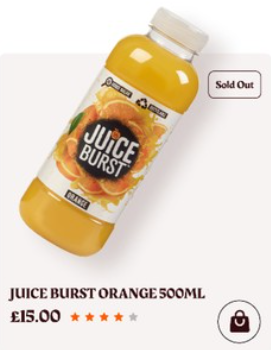 Sold Out
JUICE
BURST
ORANGE
JUICE BURST ORANGE 500ML
£15.00